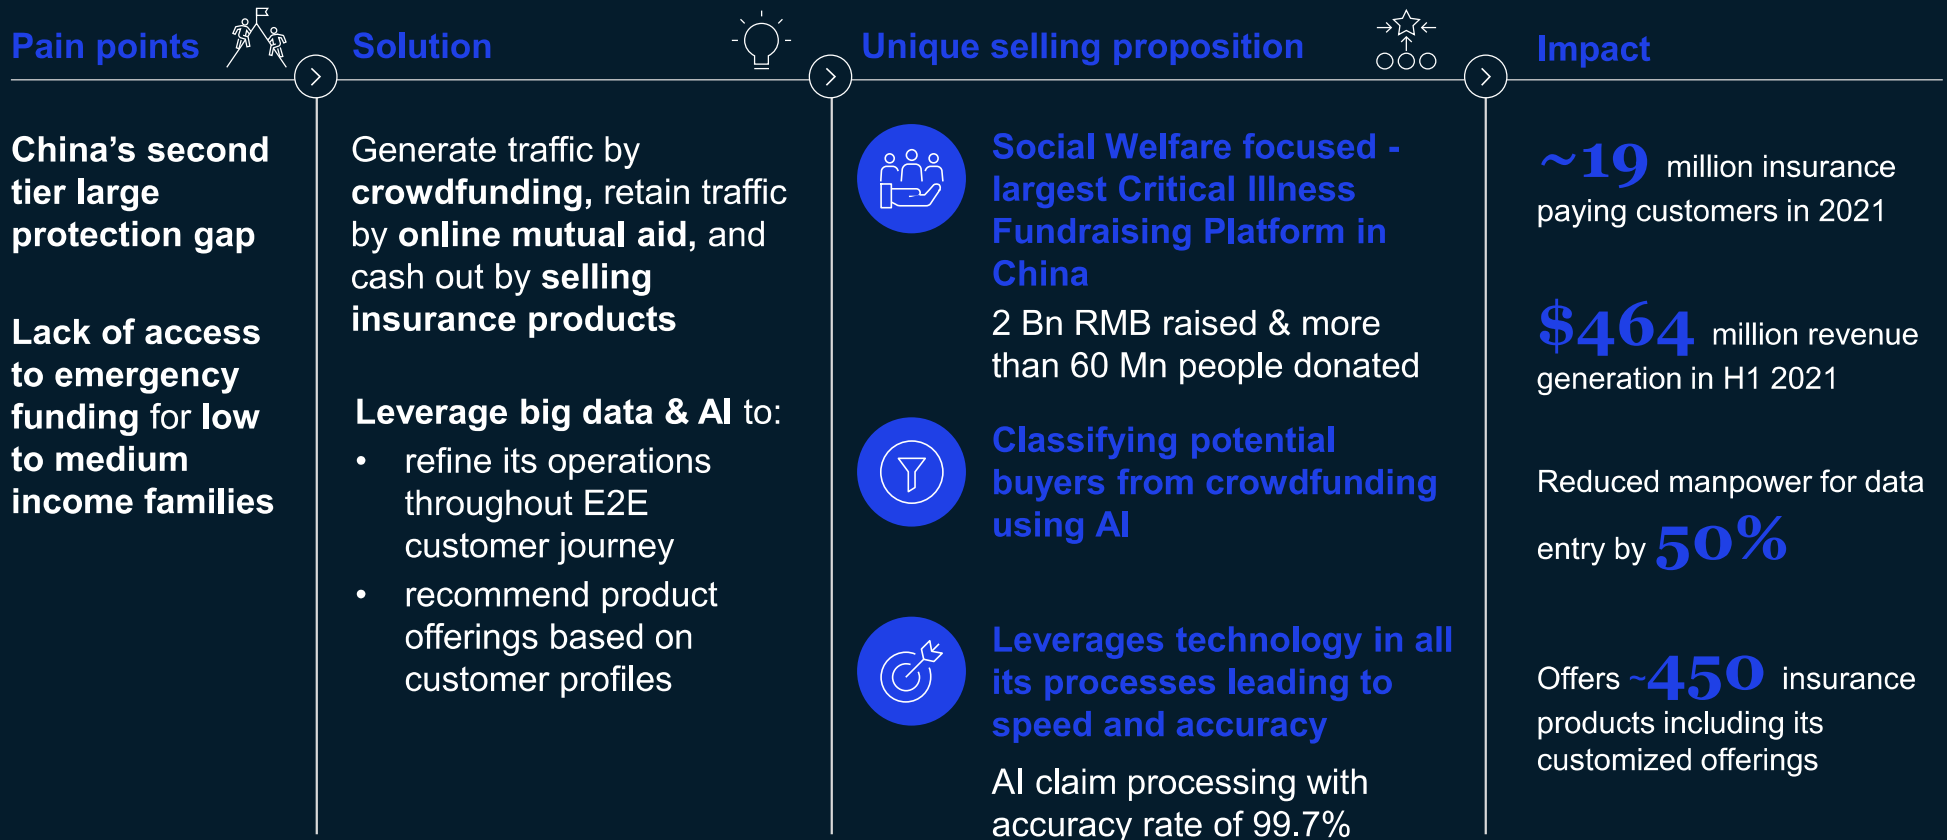 Pain points
China’s second
tier large
protection gap
Lack of access
to emergency
funding for low
to medium
income families
Solution
Generate traffic by
crowdfunding, retain traffic
by online mutual aid, and
cash out by selling
insurance products
Leverage big data & AI to:
• refine its operations
throughout E2E
customer journey
• recommend product
offerings based on
customer profiles
Unique selling proposition
Social Welfare focused -
largest Critical Illness
Fundraising Platform in
China
2 Bn RMB raised & more
than 60 Mn people donated
Classifying potential
buyers from crowdfunding
using AI
Leverages technology in all
its processes leading to
speed and accuracy
AI claim processing with
accuracy rate of 99.7%
Impact
~19 million insurance
paying customers in 2021
$464 million revenue
generation in H1 2021
Reduced manpower for data
entry by 50%
Offers ~450 insurance
products including its
customized offerings